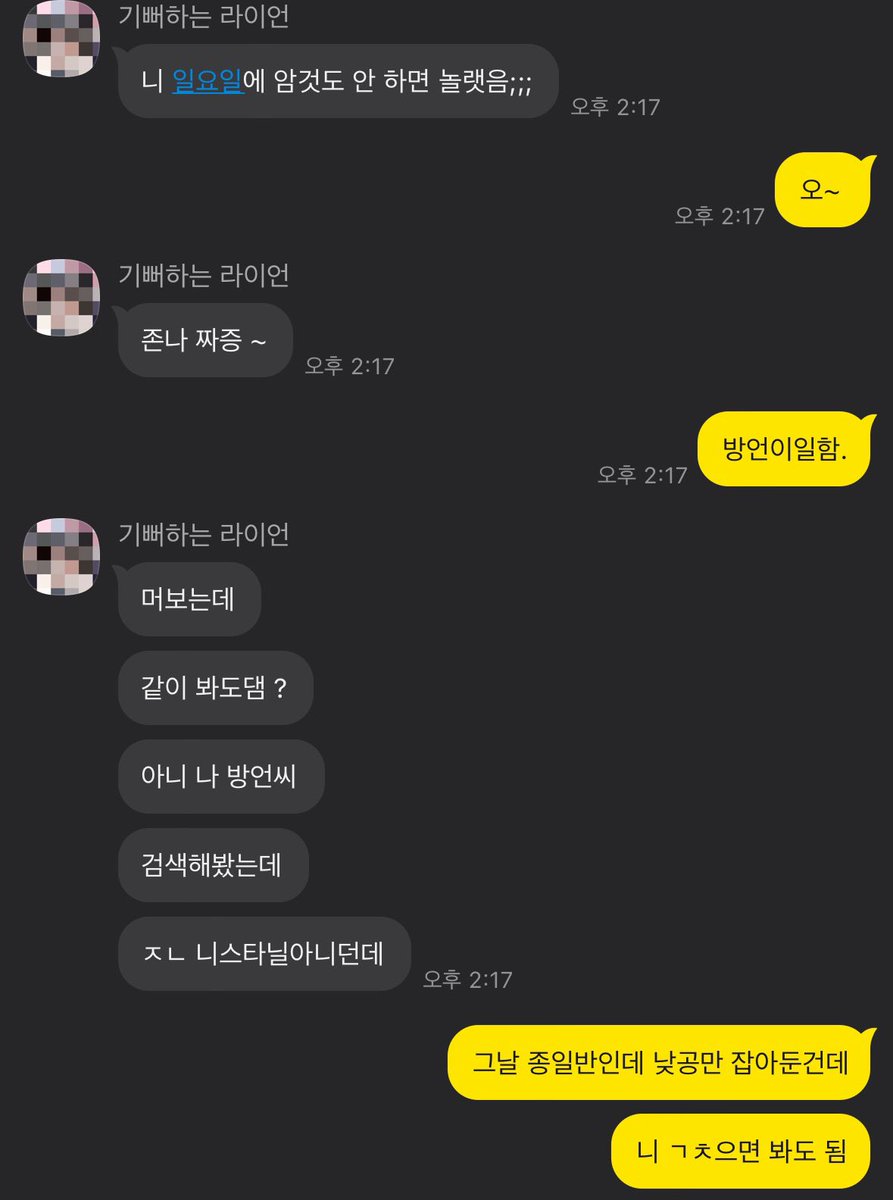 기뻐하는 라이언
니 일요일에 암것도 안 하면 놀랫음;;;
오후 2:17
오~
오후 2:17
기뻐하는 라이언
존나 짜증 ~
오후 2:17
방언이일함.
오후 2:17
기뻐하는 라이언
머보는데
같이 봐도댐 ?
아니 나 방언씨
검색해봤는데
ㅈㄴ 니스타닐아니던데
오후 2:17
그날 종일반인데 낮공만 잡아둔건데
니 ㄱㅊ으면 봐도 됨